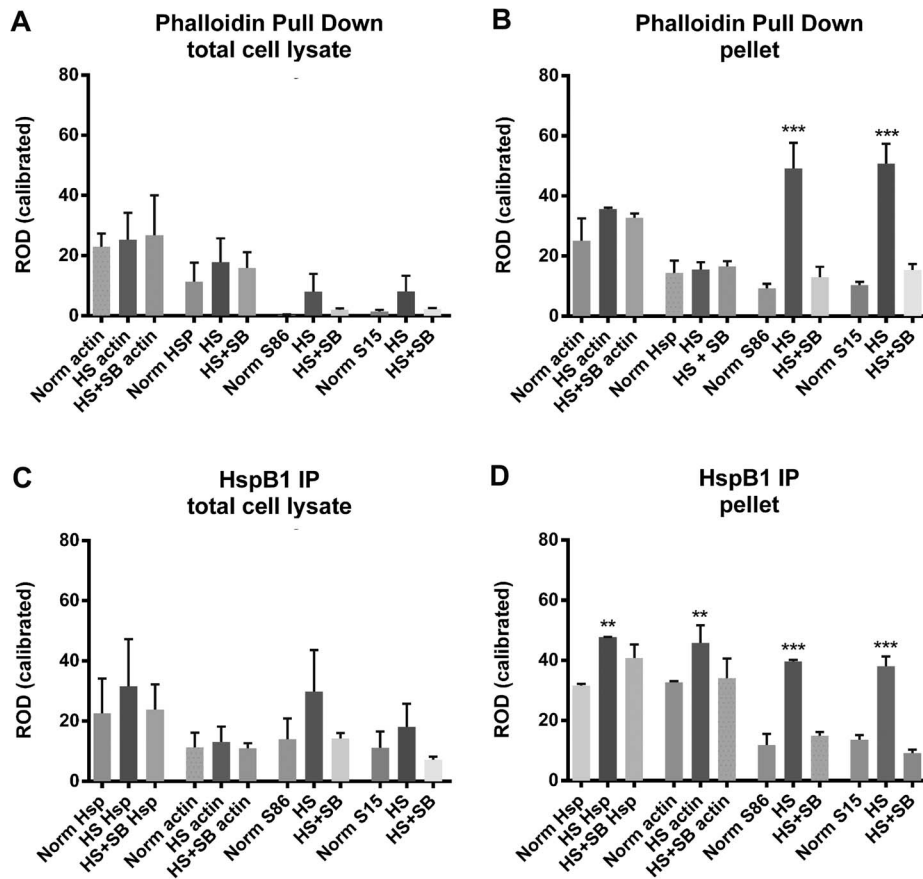 A
Phalloidin Pull Down
total cell lysate
ROD (calibrated)
80
60
40
20
0
Norm actin
HS actin
HS+SB actin
Norm HSP
HS
HS+SB
Norm S86
HS
HS+SB
Norm S15
HS
HS+SB
B
Phalloidin Pull Down
pellet
ROD (calibrated)
80
60
40
20
0
***
***
Norm actin
HS actin
HS+SB actin
Norm Hsp
HS
HS + SB
Norm S86
HS
HS+SB
Norm S15
HS
HS+SB
C
HspB1 IP
total cell lysate
ROD (calibrated)
80
60
40
20
0
Norm Hsp
HS Hsp
HS+SB Hsp
Norm actin
HS actin
HS+SB actin
Norm S86
HS
HS+SB
Norm S15
HS
HS+SB
D
HspB1 IP
pellet
ROD (calibrated)
80
60
40
20
0
**
**
***
***
Norm Hsp
HS Hsp
HS+SB Hsp
Norm actin
HS actin
HS+SB actin
Norm S86
HS
HS+SB
Norm S15
HS
HS+SB